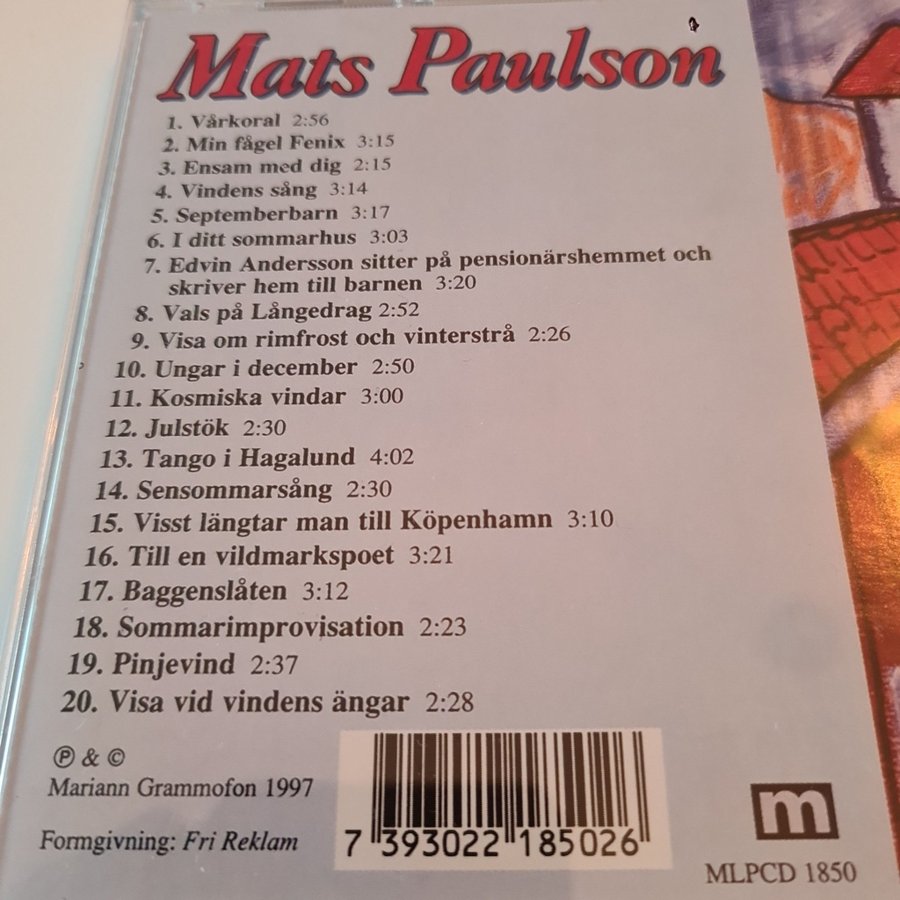 Mats Paulson
1. Vårkoral 2:56
2. Min fågel Fenix 3:15
3. Ensam med dig 2:15
4. Vindens sång 3:14
5. Septemberbarn 3:17
6. I ditt sommarhus 3:03
7. Edvin Andersson sitter på pensionärshemmet och
skriver hem till barnen 3:20
8. Vals på Långedrag 2:52
9. Visa om rimfrost och vinterstrå 2:26
10. Ungar i december 2:50
11. Kosmiska vindar 3:00
12. Julstök 2:30
13. Tango i Hagalund 4:02
14. Sensommarsång 2:30
15. Visst längtar man till Köpenhamn 3:10
16. Till en vildmarkspoet 3:21
17. Baggenslåten 3:12
18. Sommarimprovisation 2:23
19. Pinjevind 2:37
20. Visa vid vindens ängar 2:28
℗ & ©
Mariann Grammofon 1997
Formgivning: Fri Reklam
7 393022 185026
m
MLPCD 1850